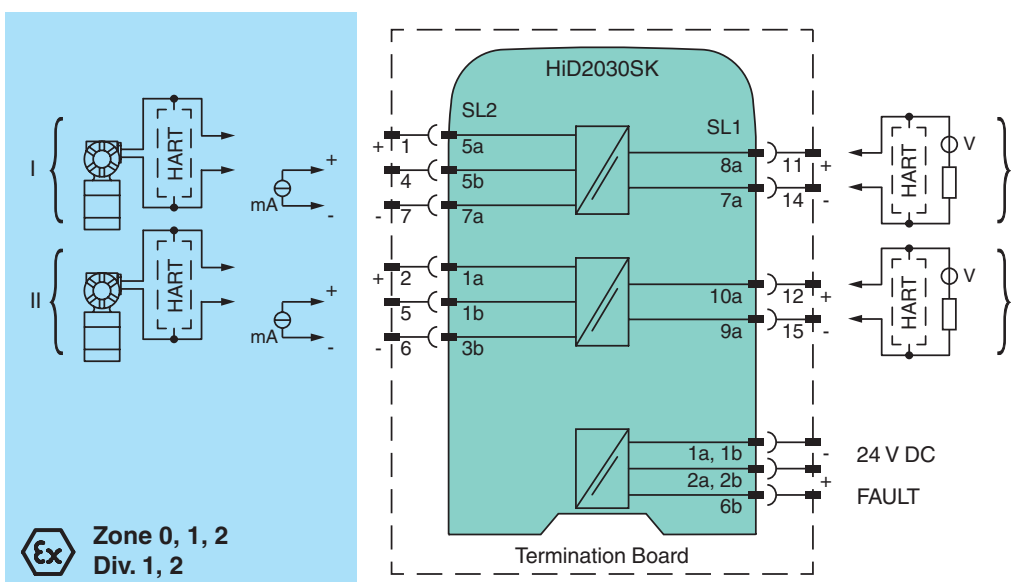 HiD2030SK
SL2
SL1
I
HART
mA
+
-
+ 1
4
- 7
5a
5b
7a
8a
7a
11 +
14 -
HART
V
II
HART
mA
+
-
+ 2
5
- 6
1a
1b
3b
10a
9a
12 +
15 -
HART
V
1a, 1b
2a, 2b
6b
-
+
24 V DC
FAULT
Ex
Zone 0, 1, 2
Div. 1, 2
Termination Board